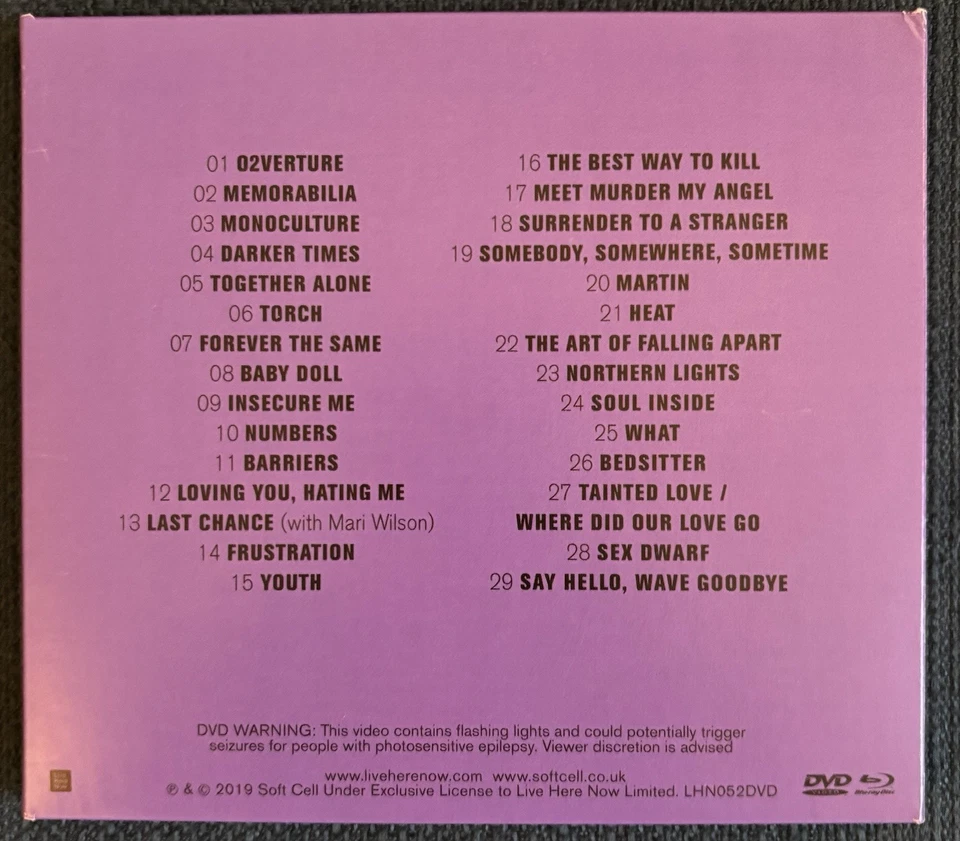 01 O2VERTURE
02 MEMORABILIA
03 MONOCULTURE
04 DARKER TIMES
05 TOGETHER ALONE
06 TORCH
07 FOREVER THE SAME
08 BABY DOLL
09 INSECURE ME
10 NUMBERS
11 BARRIERS
12 LOVING YOU, HATING ME
13 LAST CHANCE (with Mari Wilson)
14 FRUSTRATION
15 YOUTH
16 THE BEST WAY TO KILL
17 MEET MURDER MY ANGEL
18 SURRENDER TO A STRANGER
19 SOMEBODY, SOMEWHERE, SOMETIME
20 MARTIN
21 HEAT
22 THE ART OF FALLING APART
23 NORTHERN LIGHTS
24 SOUL INSIDE
25 WHAT
26 BEDSITTER
27 TAINTED LOVE /
WHERE DID OUR LOVE GO
28 SEX DWARF
29 SAY HELLO, WAVE GOODBYE
DVD WARNING: This video contains flashing lights and could potentially trigger
seizures for people with photosensitive epilepsy. Viewer discretion is advised
www.liveherenow.com www.softcell.co.uk
℗ & © 2019 Soft Cell Under Exclusive License to Live Here Now Limited. LHN052DVD
DVD
VIDEO
Blu-ray Disc